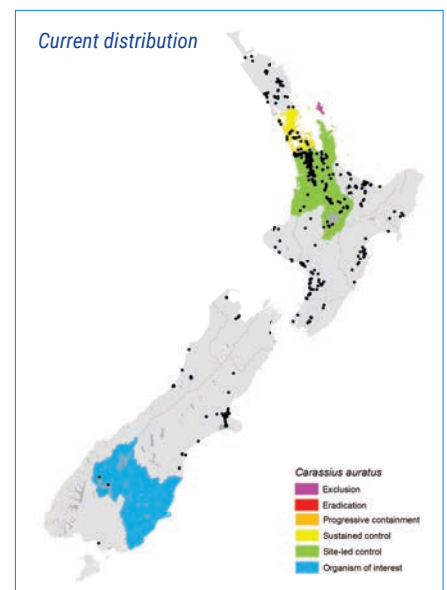 Current distribution
Carassius auratus
Exclusion
Eradication
Progressive containment
Sustained control
Site-led control
Organism of interest